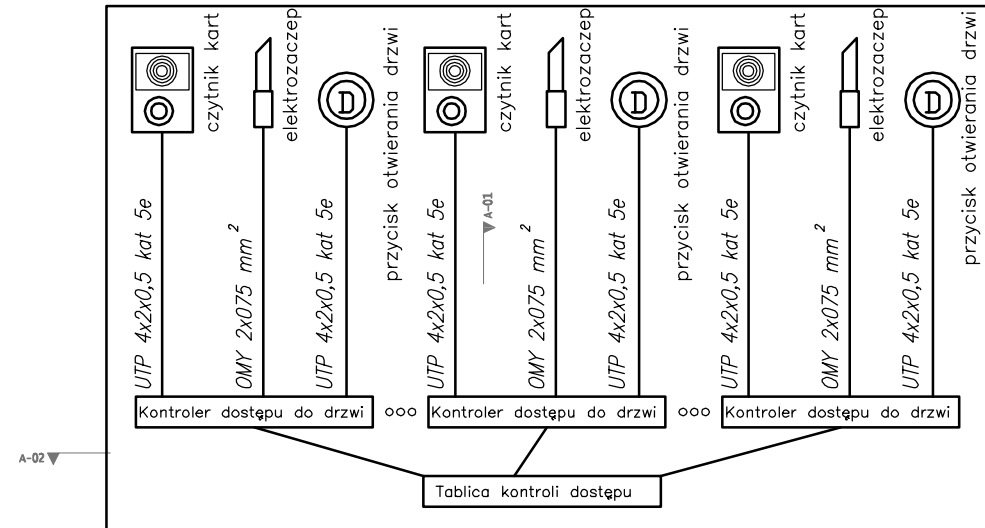 czytnik kart
elektrozaczep
D
przycisk otwierania drzwi
czytnik kart
elektrozaczep
D
przycisk otwierania drzwi
czytnik kart
elektrozaczep
D
przycisk otwierania drzwi
UTP 4x2x0,5 kat 5e
OMY 2x075 mm²
UTP 4x2x0,5 kat 5e
UTP 4x2x0,5 kat 5e
A-01
OMY 2x075 mm²
UTP 4x2x0,5 kat 5e
UTP 4x2x0,5 kat 5e
OMY 2x075 mm²
UTP 4x2x0,5 kat 5e
Kontroler dostępu do drzwi
Kontroler dostępu do drzwi
Kontroler dostępu do drzwi
A-02
Tablica kontroli dostępu